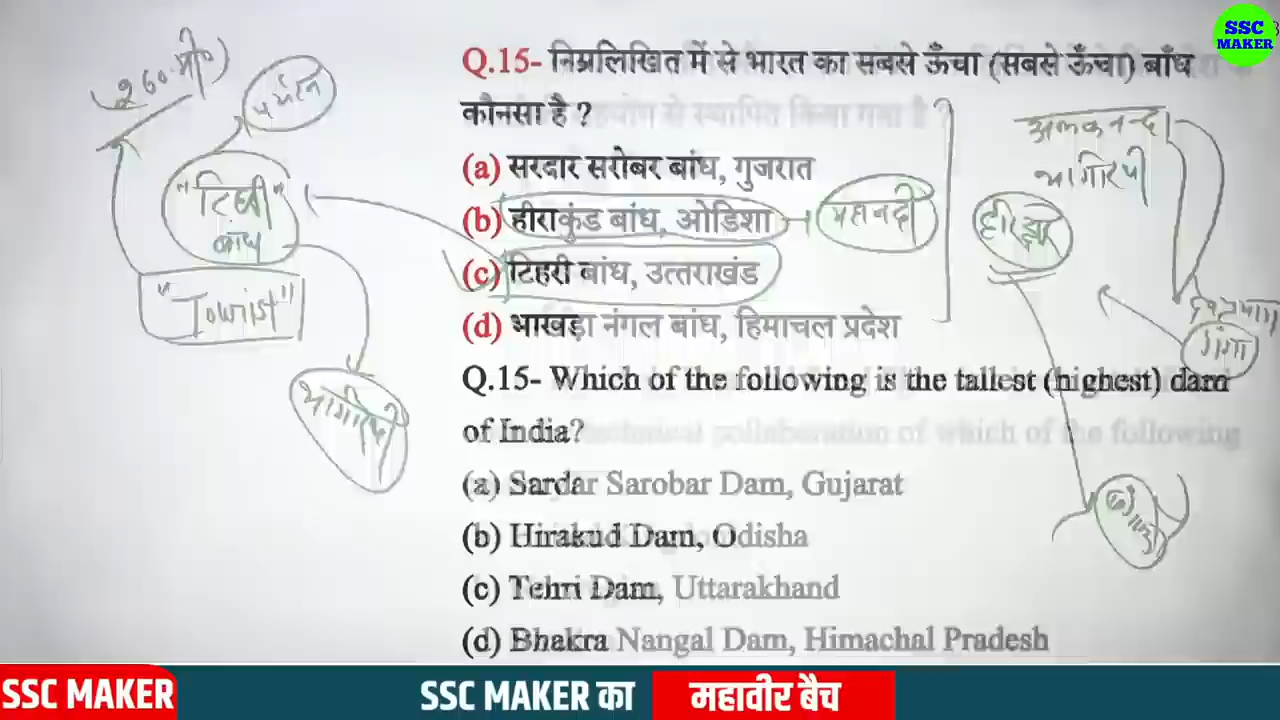 SSC
MAKER
Q.15- निम्नलिखित में से भारत का सबसे ऊँचा (सबसे ऊँचा) बाँध
कौनसा है ?
(a) सरदार सरोबर बांध, गुजरात
(b) हीराकुंड बांध, ओडिशा
(c) टिहरी बांध, उत्तराखंड
(d) भाखड़ा नंगल बांध, हिमाचल प्रदेश
Q.15- Which of the following is the tallest (highest) dam
of India?
(a) Sardar Sarobar Dam, Gujarat
(b) Hirakud Dam, Odisha
(c) Tehri Dam, Uttarakhand
(d) Bhakra Nangal Dam, Himachal Pradesh
260 मी०
पर्यटन
"टिहरी"
बांध
"Tourist"
महानदी
अलकनन्दा
गंगा
SSC MAKER
SSC MAKER का
महावीर बैच